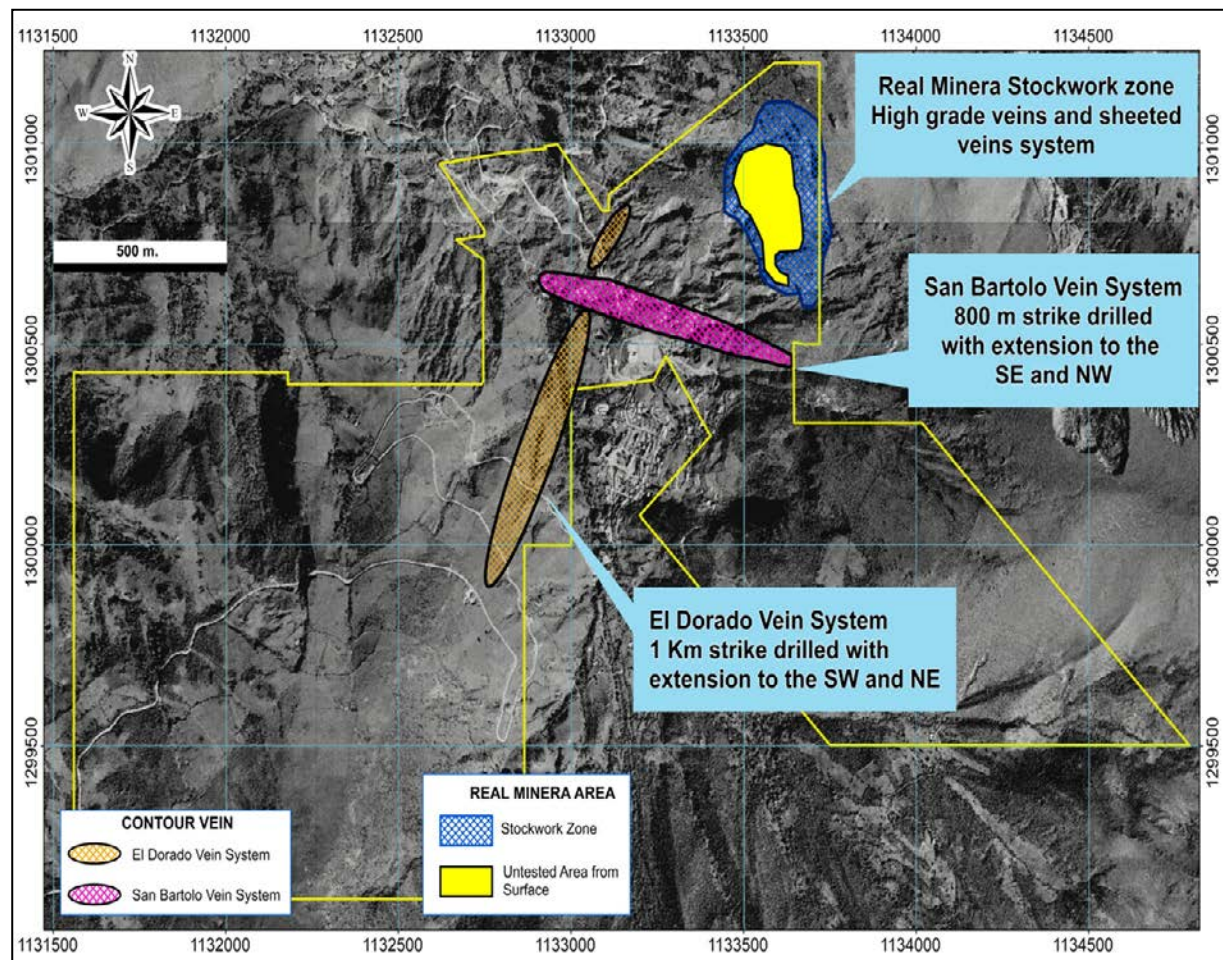 1131500 1132000 1132500 1133000 1133500 1134000 1134500
N
W E
S
500 m.
Real Minera Stockwork zone
High grade veins and sheeted
veins system
San Bartolo Vein System
800 m strike drilled
with extension to the
SE and NW
El Dorado Vein System
1 Km strike drilled with
extension to the SW and NE
1301000
1300500
1300000
1299500
1301000
1300500
1300000
1299500
CONTOUR VEIN
El Dorado Vein System
San Bartolo Vein System
REAL MINERA AREA
Stockwork Zone
Untested Area from
Surface
1131500 1132000 1132500 1133000 1133500 1134000 1134500